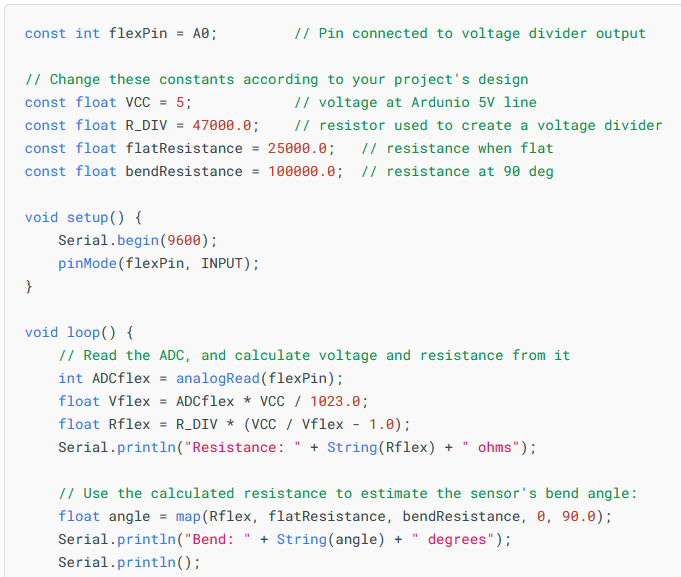 const int flexPin = A0;         // Pin connected to voltage divider output
// Change these constants according to your project's design
const float VCC = 5;            // voltage at Ardunio 5V line
const float R_DIV = 47000.0;    // resistor used to create a voltage divider
const float flatResistance = 25000.0;   // resistance when flat
const float bendResistance = 100000.0;  // resistance at 90 deg
void setup() {
    Serial.begin(9600);
    pinMode(flexPin, INPUT);
}
void loop() {
    // Read the ADC, and calculate voltage and resistance from it
    int ADCflex = analogRead(flexPin);
    float Vflex = ADCflex * VCC / 1023.0;
    float Rflex = R_DIV * (VCC / Vflex - 1.0);
    Serial.println("Resistance: " + String(Rflex) + " ohms");
    // Use the calculated resistance to estimate the sensor's bend angle:
    float angle = map(Rflex, flatResistance, bendResistance, 0, 90.0);
    Serial.println("Bend: " + String(angle) + " degrees");
    Serial.println();